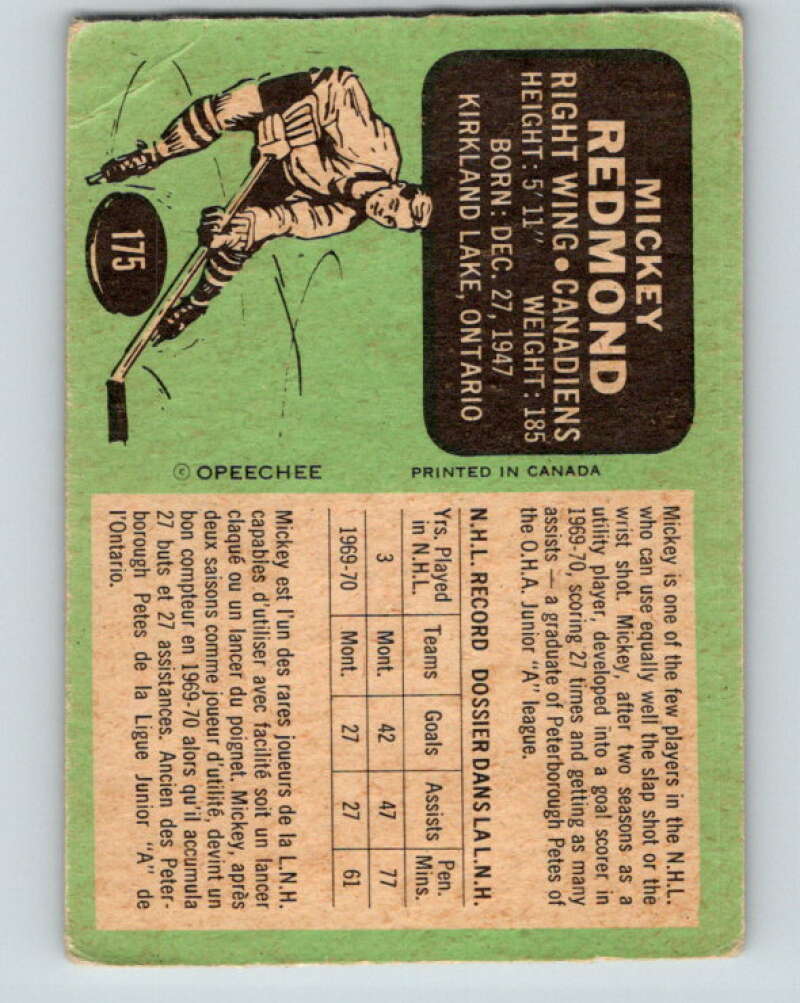 MICKEY
REDMOND
RIGHT WING • CANADIENS
HEIGHT: 5'11" WEIGHT: 185
BORN: DEC. 27, 1947
KIRKLAND LAKE, ONTARIO
175
© OPEECHEE PRINTED IN CANADA
Mickey is one of the few players in the N.H.L.
who can use equally well the slap shot or the
wrist shot. Mickey, after two seasons as a
utility player, developed into a goal scorer in
1969-70, scoring 27 times and getting as many
assists — a graduate of Peterborough Petes of
the O.H.A. Junior "A" league.
N.H.L. RECORD DOSSIER DANS LA L.N.H.
Yrs. Played in N.H.L. Teams Goals Assists Pen. Mins.
3 Mont. 42 47 77
1969-70 Mont. 27 27 61
Mickey est l'un des rares joueurs de la L.N.H.
capables d'utiliser avec facilité soit un lancer
claqué ou un lancer du poignet. Mickey, après
deux saisons comme joueur d'utilité, devint un
bon compteur en 1969-70 alors qu'il accumula
27 buts et 27 assistances. Ancien des Peter-
borough Petes de la Ligue Junior "A" de
l'Ontario.